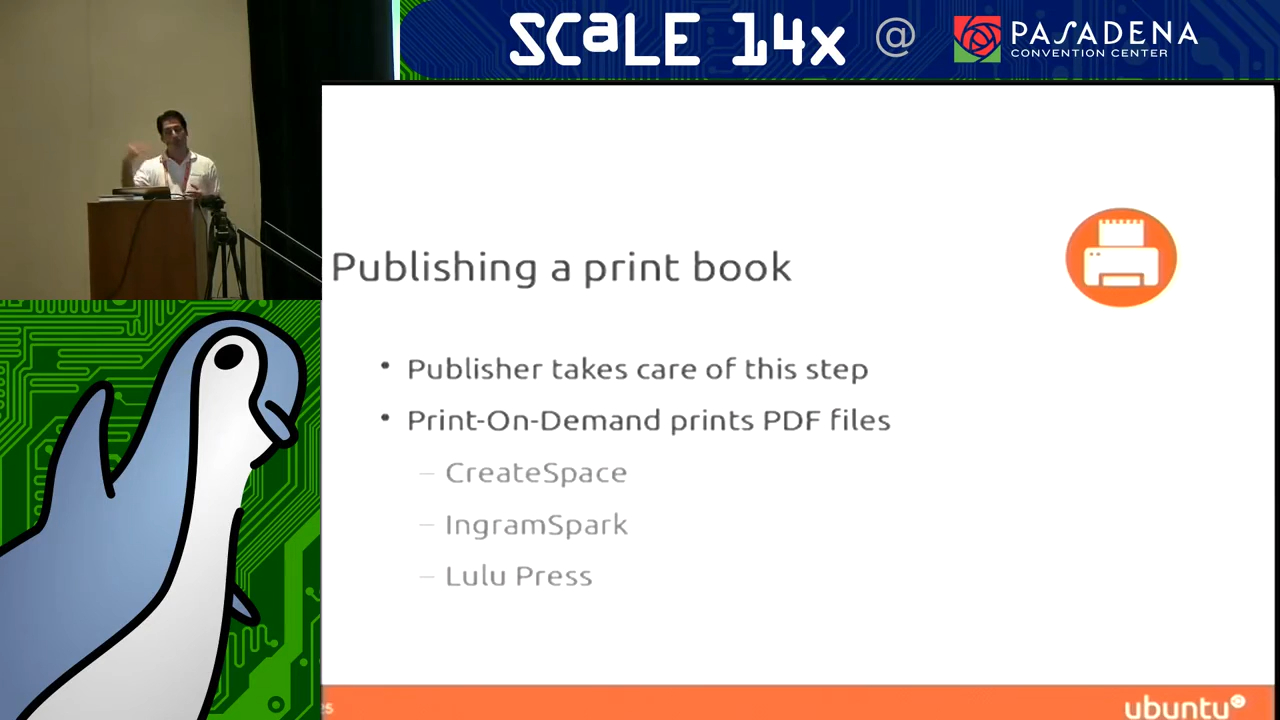 SCaLE 14x @ PASADENA
CONVENTION CENTER
Publishing a print book
• Publisher takes care of this step
• Print-On-Demand prints PDF files
– CreateSpace
– IngramSpark
– Lulu Press
ubuntu